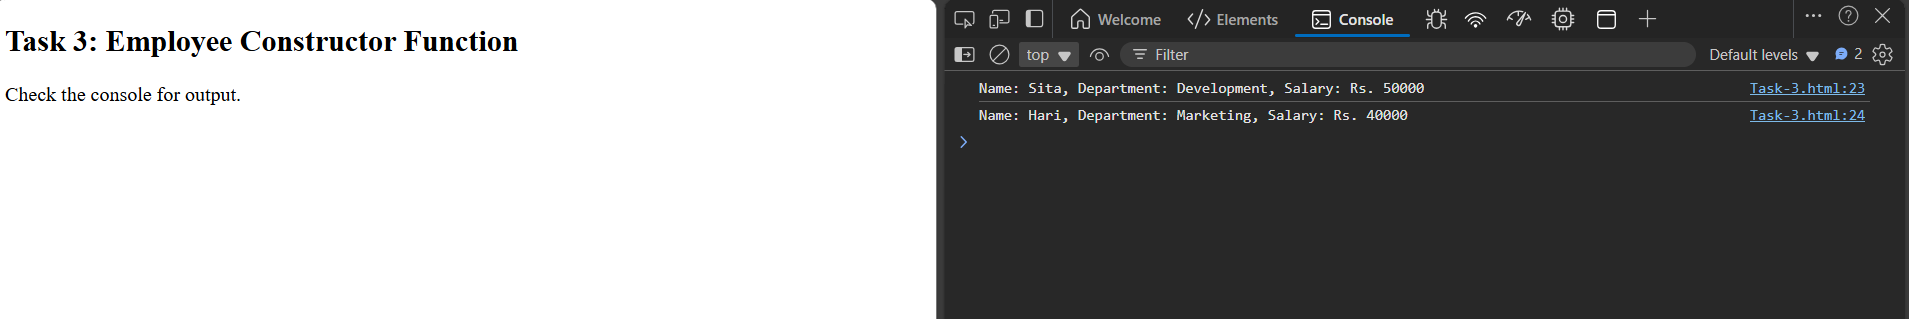 Task 3: Employee Constructor Function
Check the console for output.
Welcome Elements Console
top Filter Default levels 2
Name: Sita, Department: Development, Salary: Rs. 50000 Task-3.html:23
Name: Hari, Department: Marketing, Salary: Rs. 40000 Task-3.html:24